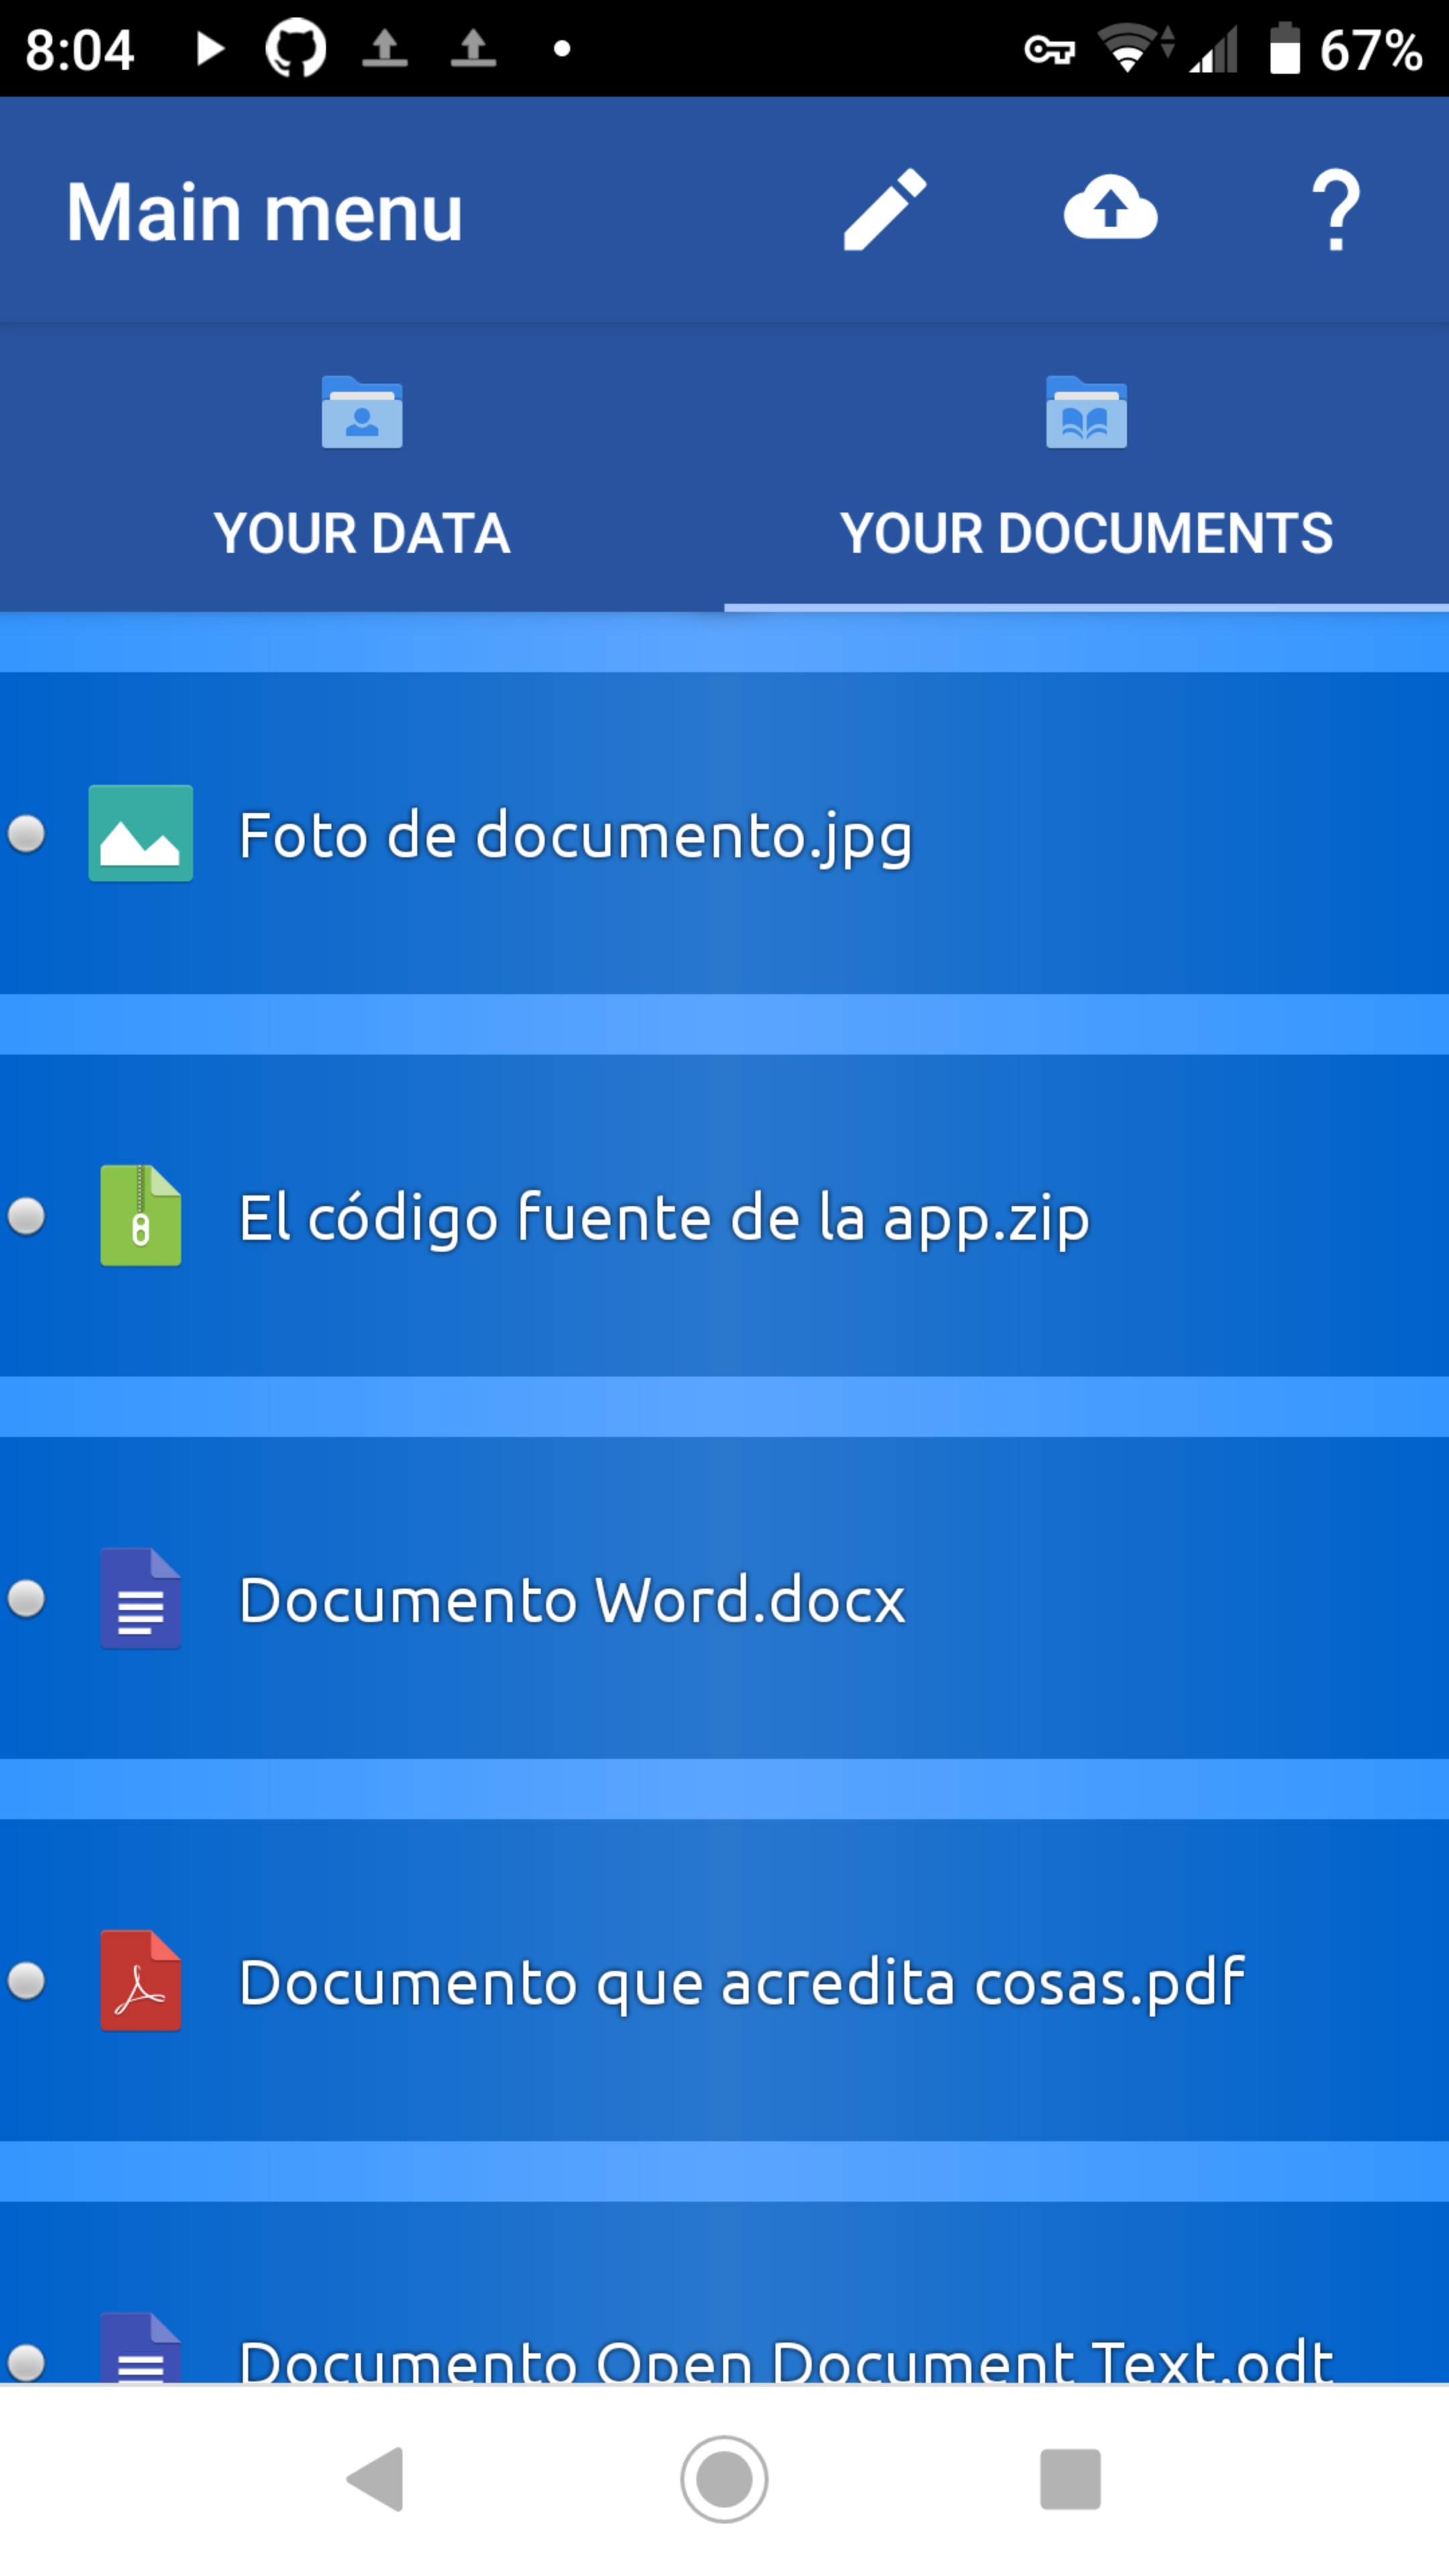 8:04
67%
Main menu
?
YOUR DATA
YOUR DOCUMENTS
Foto de documento.jpg
El código fuente de la app.zip
Documento Word.docx
Documento que acredita cosas.pdf
Documento Open Document Text.odt